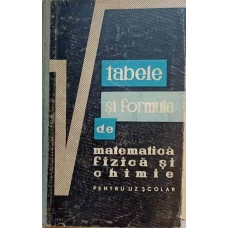 tabele
și formule
de
matematică
fizică și
chimie
PENTRU UZ ȘCOLAR